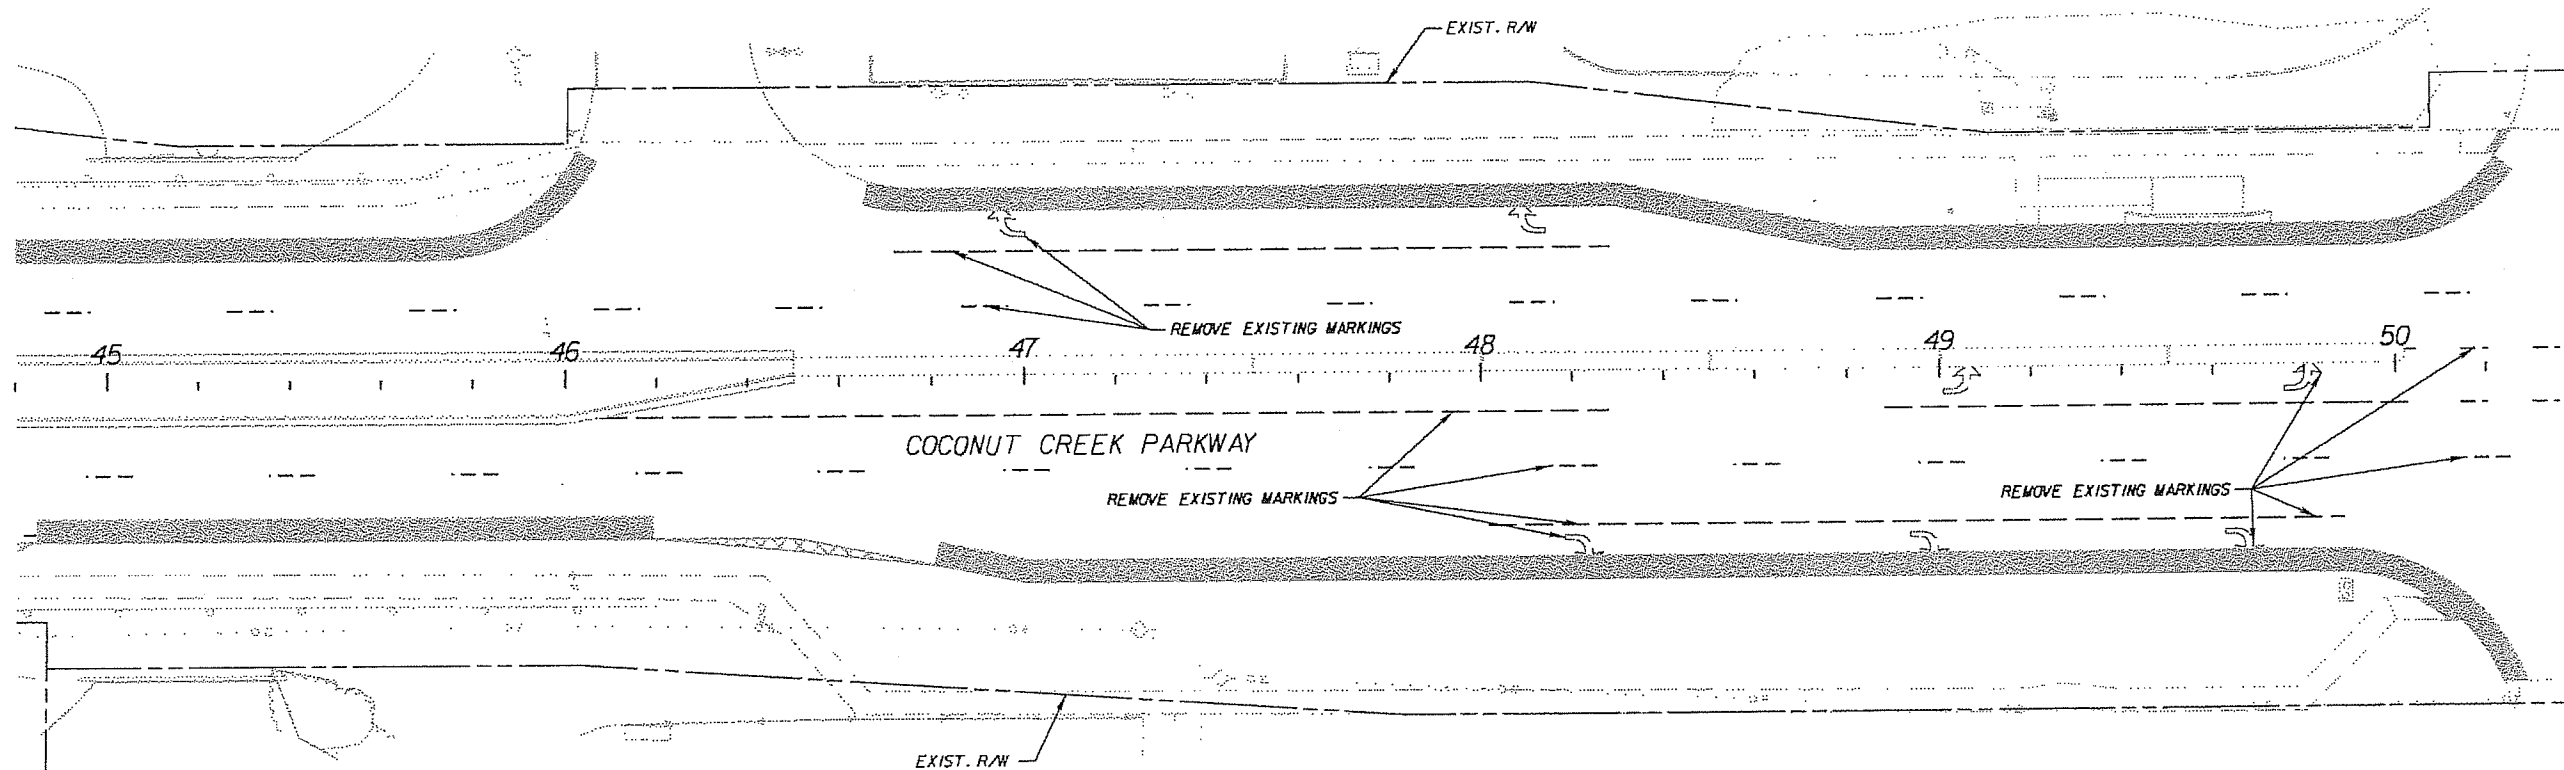 EXIST. R/W
REMOVE EXISTING MARKINGS
45 46 47 48 49 50
COCONUT CREEK PARKWAY
REMOVE EXISTING MARKINGS
REMOVE EXISTING MARKINGS
EXIST. R/W